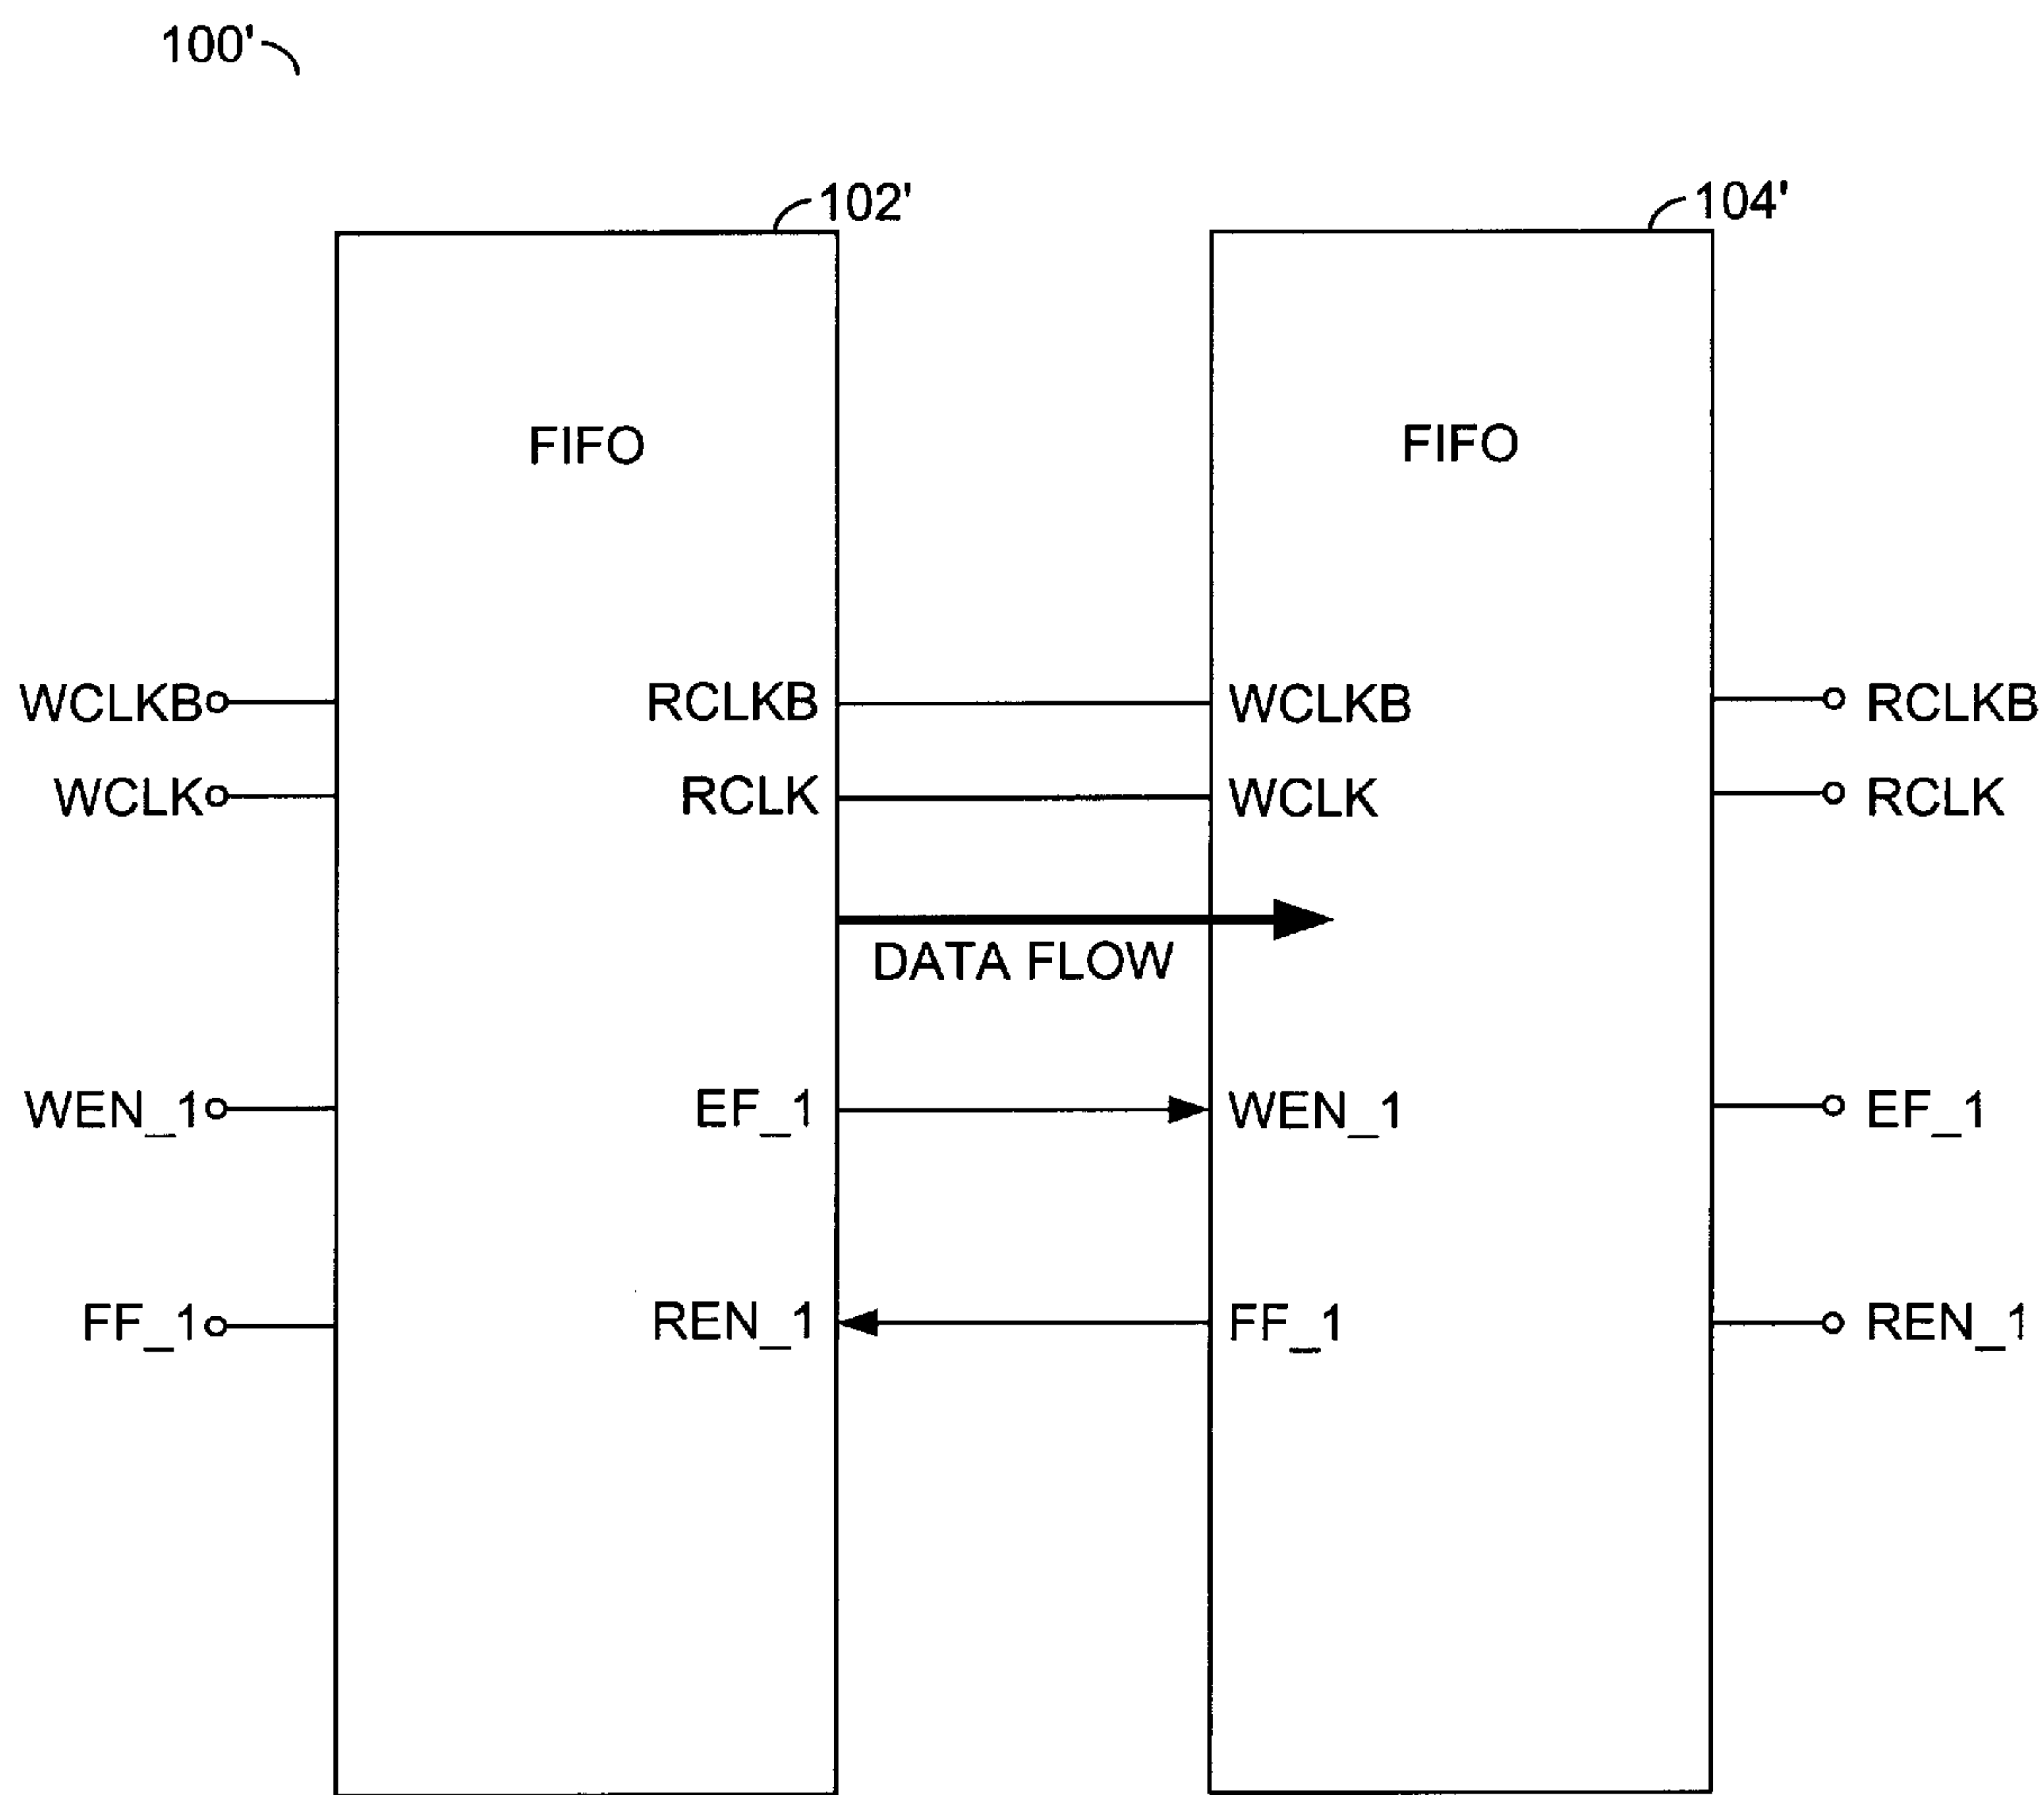 100'
102'
104'
FIFO
FIFO
WCLKB
RCLKB
WCLKB
RCLKB
WCLK
RCLK
WCLK
RCLK
DATA FLOW
WEN_1
EF_1
WEN_1
EF_1
FF_1
REN_1
FF_1
REN_1